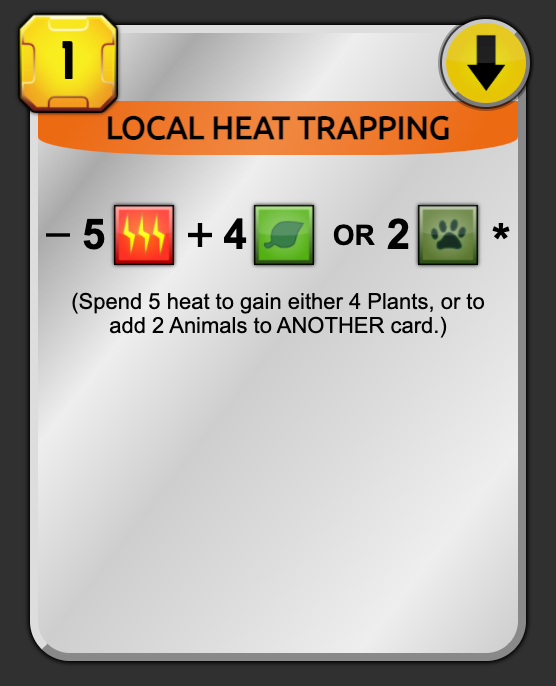 1
LOCAL HEAT TRAPPING
− 5 + 4 OR 2 *
(Spend 5 heat to gain either 4 Plants, or to
add 2 Animals to ANOTHER card.)